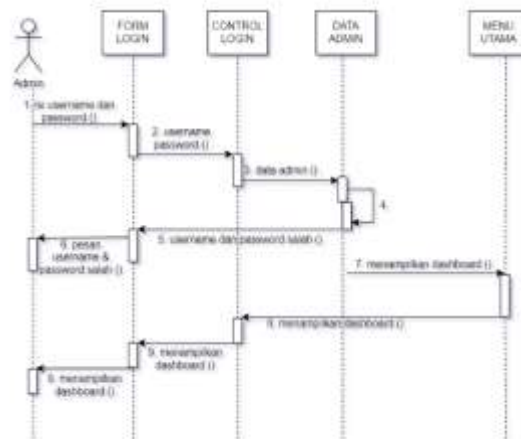 FORM
LOGIN
CONTROL
LOGIN
DATA
ADMIN
MENU
UTAMA
Admin
1. isi username dan
password ()
2. username
password ()
3. data admin ()
4.
5. username dan password salah ()
6. pesan
username &
password salah ()
7. menampilkan dashboard ()
8. menampilkan dashboard ()
9. menampilkan
dashboard ()
menampilkan
dashboard ()